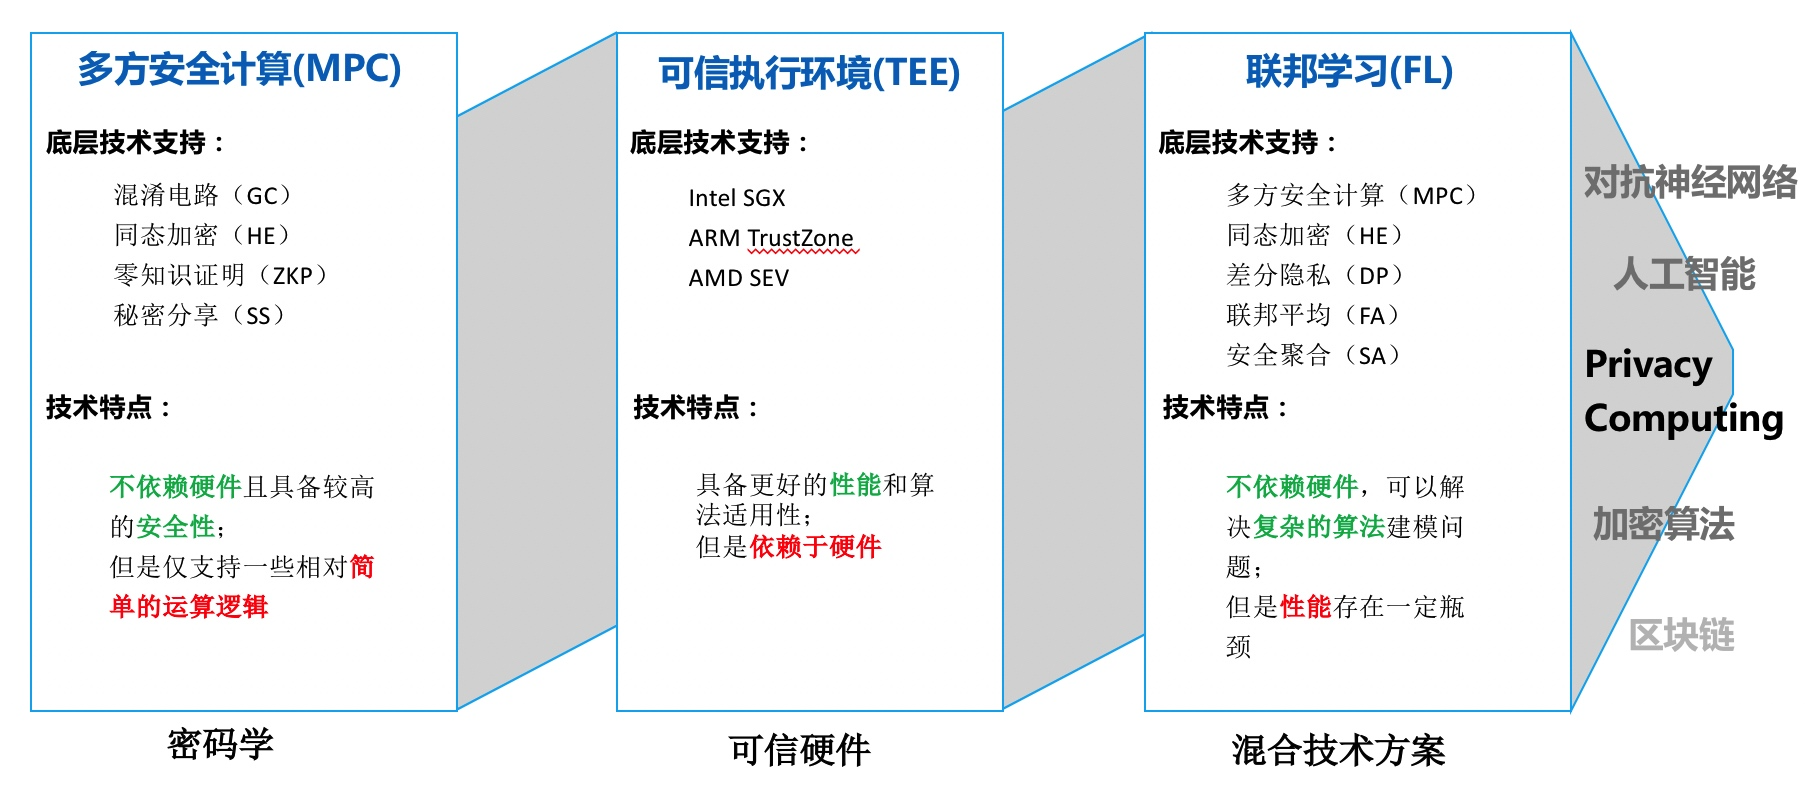 多方安全计算(MPC)
底层技术支持：
混淆电路（GC）
同态加密（HE）
零知识证明（ZKP）
秘密分享（SS）
技术特点：
不依赖硬件且具备较高
的安全性；
但是仅支持一些相对简
单的运算逻辑
密码学
可信执行环境(TEE)
底层技术支持：
Intel SGX
ARM TrustZone
AMD SEV
技术特点：
具备更好的性能和算
法适用性；
但是依赖于硬件
可信硬件
联邦学习(FL)
底层技术支持：
多方安全计算（MPC）
同态加密（HE）
差分隐私（DP）
联邦平均（FA）
安全聚合（SA）
技术特点：
不依赖硬件，可以解
决复杂的算法建模问
题；
但是性能存在一定瓶
颈
混合技术方案
对抗神经网络
人工智能
Privacy
Computing
加密算法
区块链